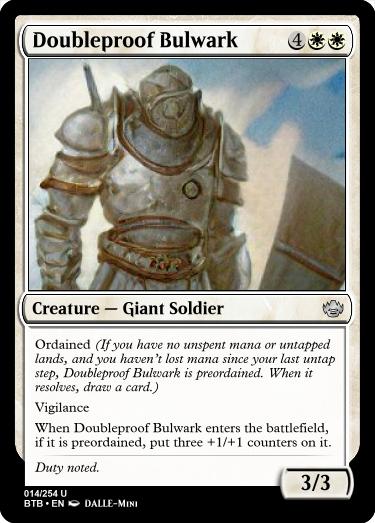 Doubleproof Bulwark 4
Creature — Giant Soldier
Ordained (If you have no unspent mana or untapped
lands, and you haven't lost mana since your last untap
step, Doubleproof Bulwark is preordained. When it
resolves, draw a card.)
Vigilance
When Doubleproof Bulwark enters the battlefield,
if it is preordained, put three +1/+1 counters on it.
Duty noted.
3/3
014/254 U
BTB • EN DALLE-Mini